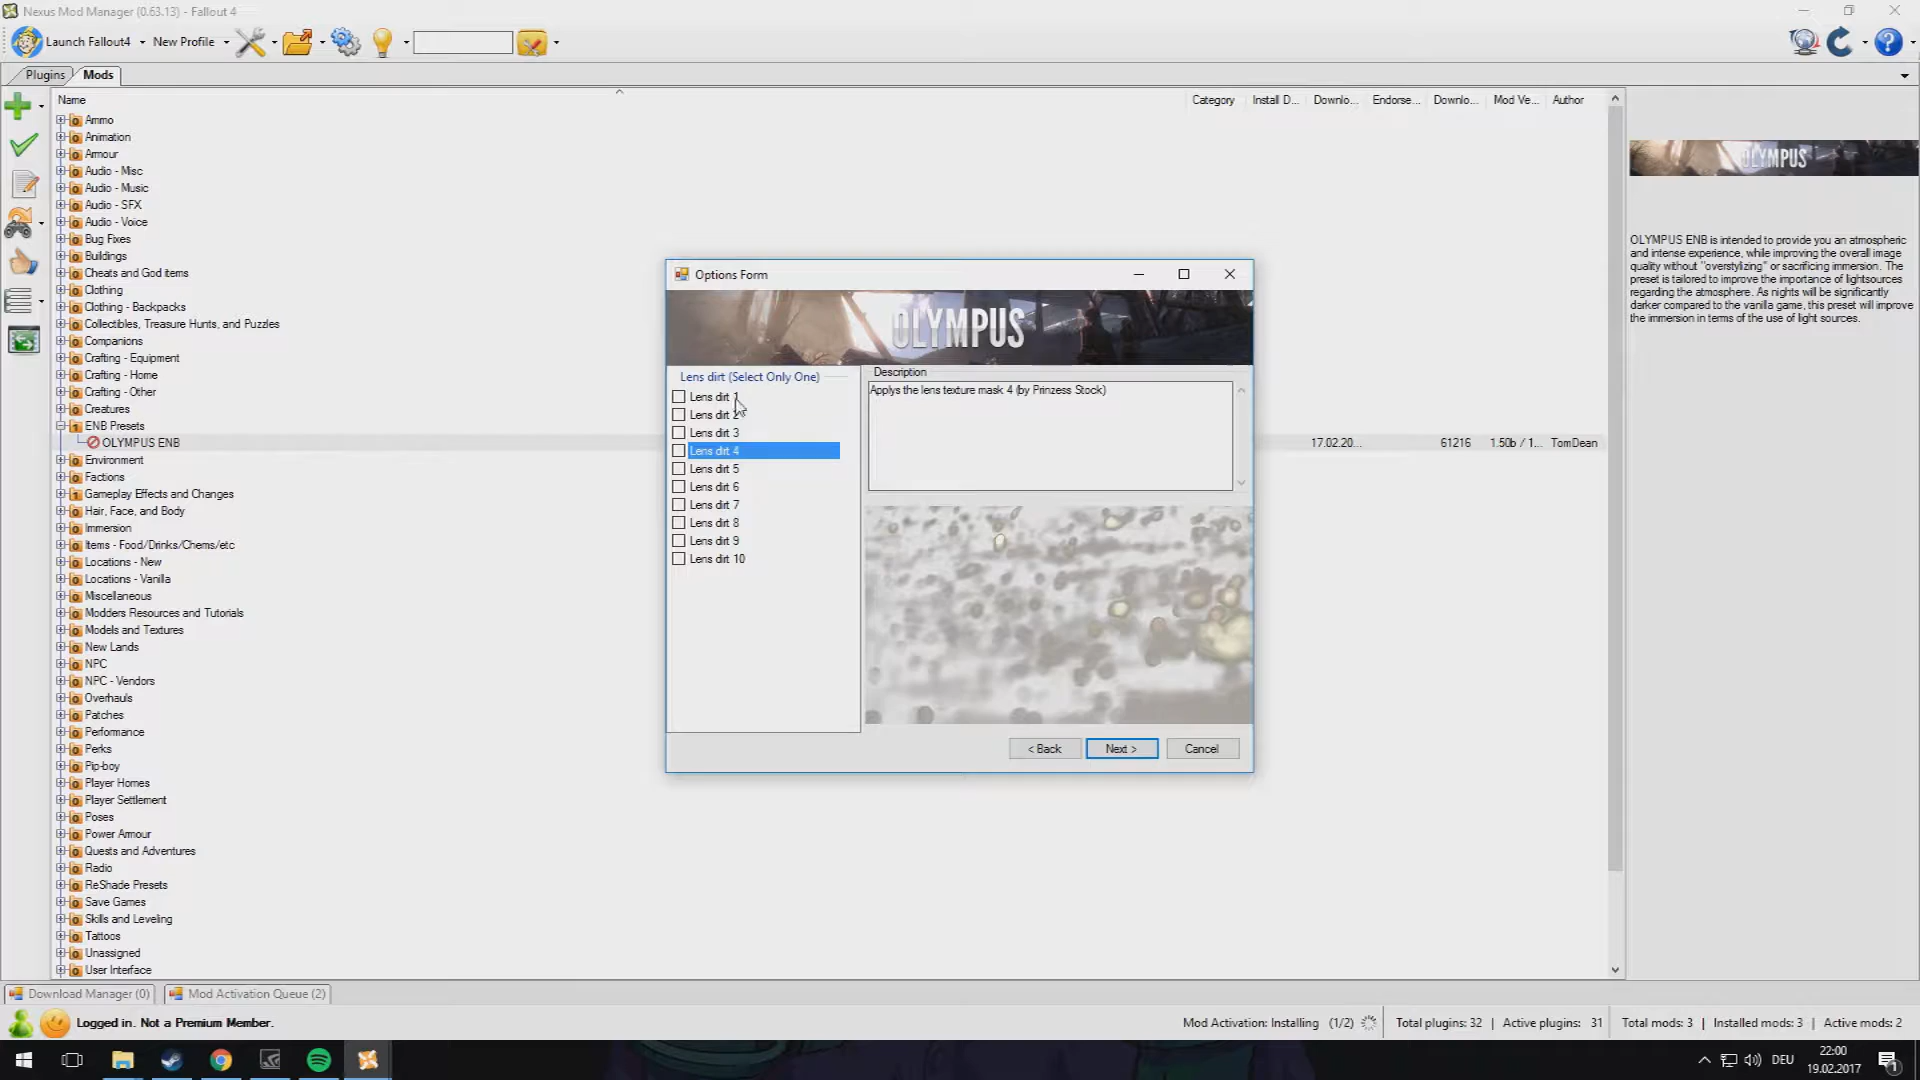 Nexus Mod Manager (0.63.13) - Fallout 4
Launch Fallout4
New Profile
Plugins
Mods
Name
Category
Install D...
Downlo...
Endorse...
Downlo...
Mod Ve...
Author
Ammo
Animation
Armour
Audio - Misc
Audio - Music
Audio - SFX
Audio - Voice
Bug Fixes
Buildings
Cheats and God items
Clothing
Clothing - Backpacks
Collectibles, Treasure Hunts, and Puzzles
Companions
Crafting - Equipment
Crafting - Home
Crafting - Other
Creatures
ENB Presets
OLYMPUS ENB
17.02.20...
61216
1.50b / 1...
TomDean
Environment
Factions
Gameplay Effects and Changes
Hair, Face, and Body
Immersion
Items - Food/Drinks/Chems/etc
Locations - New
Locations - Vanilla
Miscellaneous
Modders Resources and Tutorials
Models and Textures
New Lands
NPC
NPC - Vendors
Overhauls
Patches
Performance
Perks
Pip-boy
Player Homes
Player Settlement
Poses
Power Armour
Quests and Adventures
Radio
ReShade Presets
Save Games
Skills and Leveling
Tattoos
Unassigned
User Interface
Options Form
OLYMPUS
Lens dirt (Select Only One)
Lens dirt 1
Lens dirt 2
Lens dirt 3
Lens dirt 4
Lens dirt 5
Lens dirt 6
Lens dirt 7
Lens dirt 8
Lens dirt 9
Lens dirt 10
Description
Applys the lens texture mask 4 (by Prinzess Stock)
< Back
Next >
Cancel
OLYMPUS
OLYMPUS ENB is intended to provide you an atmospheric
and intense experience, while improving the overall image
quality without "overstylizing" or sacrificing immersion. The
preset is tailored to improve the importance of lightsources
regarding the atmosphere. As nights will be significantly
darker compared to the vanilla game, this preset will improve
the immersion in terms of the use of light sources.
Download Manager (0)
Mod Activation Queue (2)
Logged in. Not a Premium Member.
Mod Activation: Installing (1/2)
Total plugins: 32 | Active plugins: 31
Total mods: 3 | Installed mods: 3 | Active mods: 2
DEU
22:00
19.02.2017
1